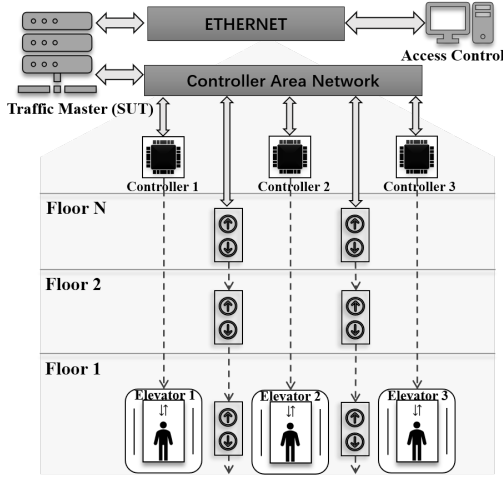 ETHERNET
Access Control
Controller Area Network
Traffic Master (SUT)
Controller 1
Controller 2
Controller 3
Floor N
Floor 2
Floor 1
Elevator 1
Elevator 2
Elevator 3